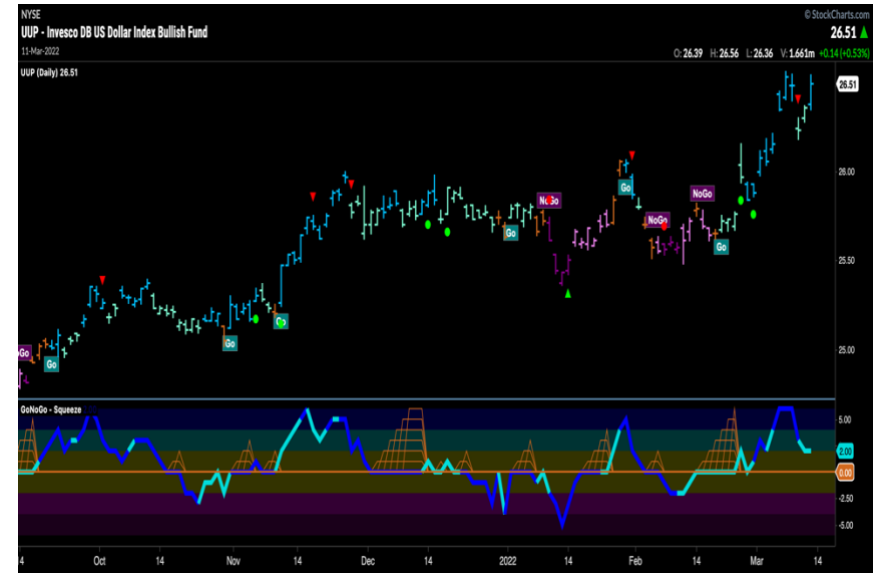 NYSE
© StockCharts.com
UUP - Invesco DB US Dollar Index Bullish Fund
26.51
11-Mar-2022
O: 26.39 H: 26.56 L: 26.36 V: 1.661m +0.14 (+0.53%)
UUP (Daily) 26.51
26.51
26.00
NoGo
Go
NoGo
NoGo
Go
Go
25.50
Go
Go
25.00
oGo
Go
GoNoGo - Squeeze
5.00
2.00
0.00
-2.50
-5.00
4 Oct 14 Nov 14 Dec 14 2022 14 Feb 14 Mar 14